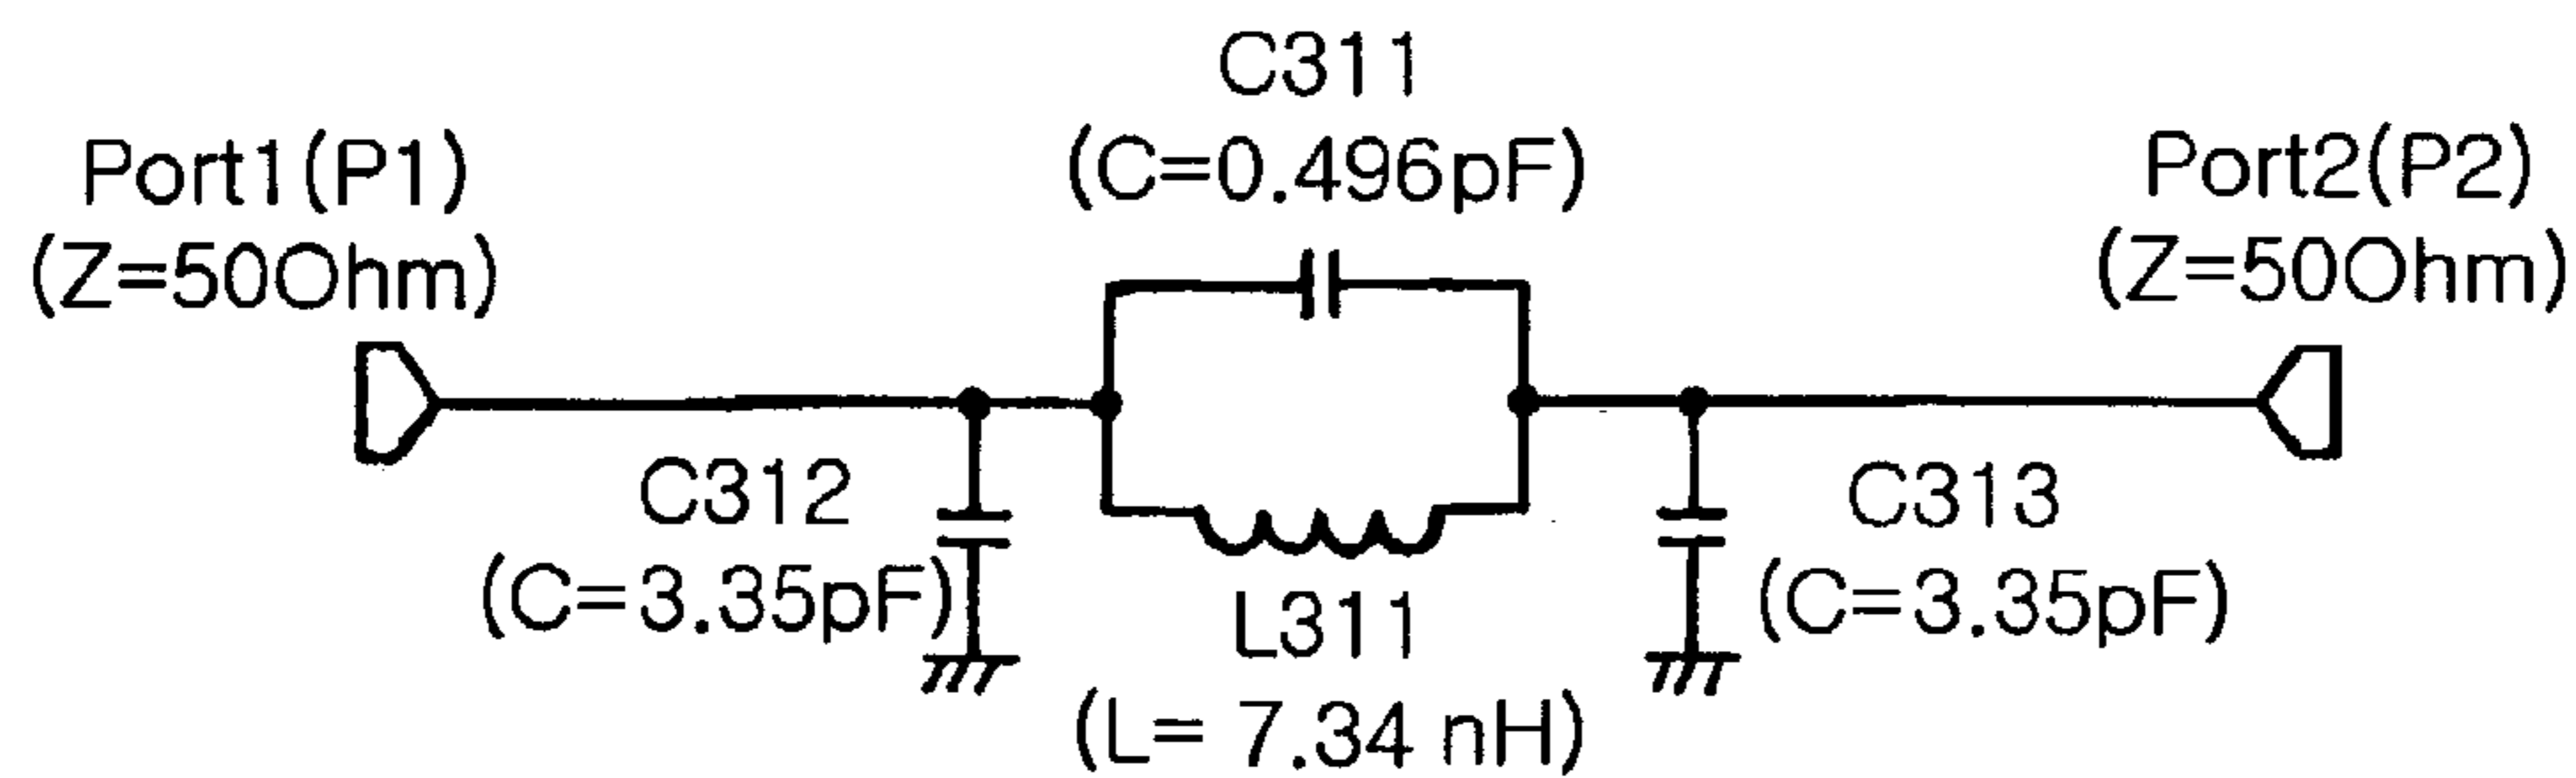 C311
(C=0.496pF)
Port1(P1)
(Z=50Ohm)
Port2(P2)
(Z=50Ohm)
C312
(C=3.35pF)
L311
(L= 7.34 nH)
C313
(C=3.35pF)